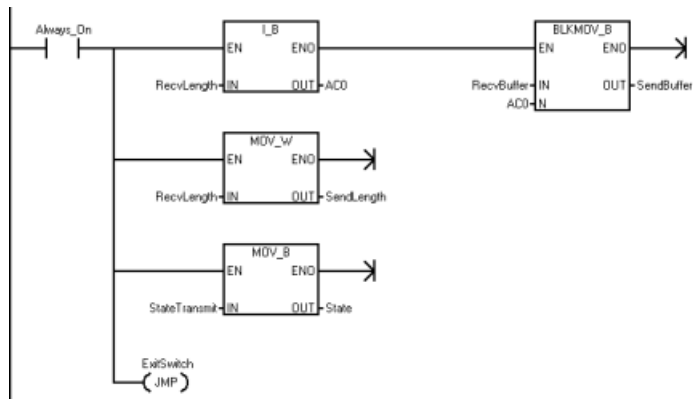 Always_On
I_B
BLKMOV_B
EN ENO
EN ENO
RecvLength IN OUT AC0
RecvBuffer IN OUT SendBuffer
AC0 N
MOV_W
EN ENO
RecvLength IN OUT SendLength
MOV_B
EN ENO
StateTransmit IN OUT State
ExitSwitch
JMP